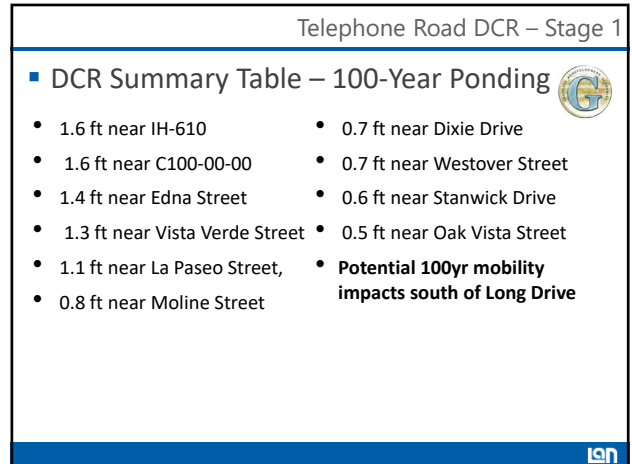 Telephone Road DCR – Stage 1
▪ DCR Summary Table – 100-Year Ponding
• 1.6 ft near IH-610
• 1.6 ft near C100-00-00
• 1.4 ft near Edna Street
• 1.3 ft near Vista Verde Street
• 1.1 ft near La Paseo Street,
• 0.8 ft near Moline Street
• 0.7 ft near Dixie Drive
• 0.7 ft near Westover Street
• 0.6 ft near Stanwick Drive
• 0.5 ft near Oak Vista Street
• Potential 100yr mobility
impacts south of Long Drive
G
lan